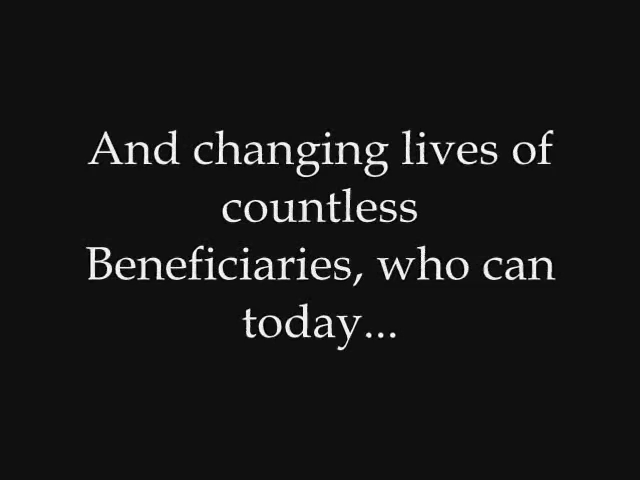 And changing lives of
countless
Beneficiaries, who can
today...